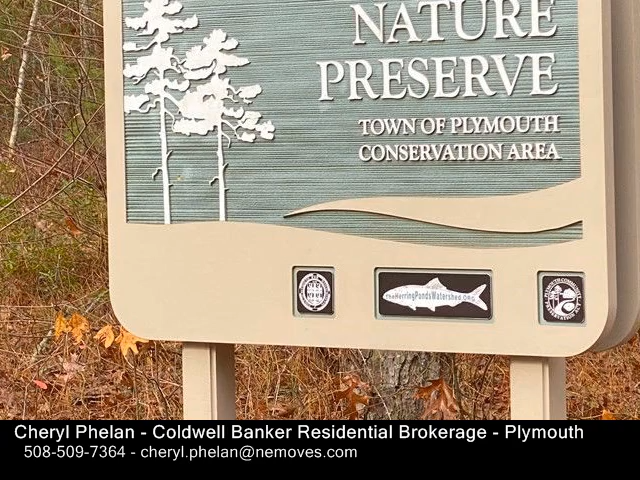 NATURE
PRESERVE
TOWN OF PLYMOUTH
CONSERVATION AREA
theHerringPondsWatershed.ORG
Cheryl Phelan - Coldwell Banker Residential Brokerage - Plymouth
508-509-7364 - cheryl.phelan@nemoves.com